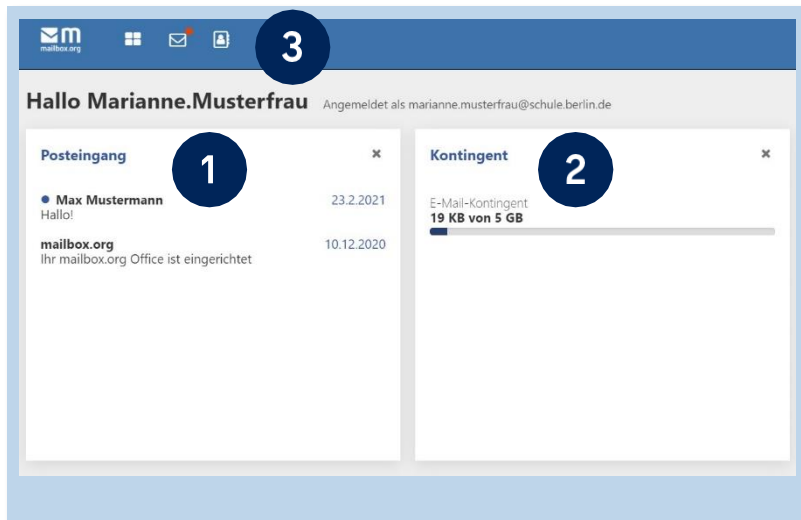 mailbox.org
3
Hallo Marianne.Musterfrau Angemeldet als marianne.musterfrau@schule.berlin.de
Posteingang
1
Max Mustermann 23.2.2021
Hallo!
mailbox.org 10.12.2020
Ihr mailbox.org Office ist eingerichtet
Kontingent
2
E-Mail-Kontingent
19 KB von 5 GB